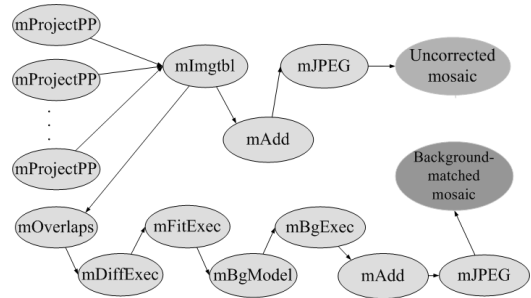 mProjectPP
mProjectPP
. . .
mProjectPP
mImgtbl
mAdd
mJPEG
Uncorrected
mosaic
mOverlaps
mDiffExec
mFitExec
mBgModel
mBgExec
mAdd
mJPEG
Background-
matched
mosaic